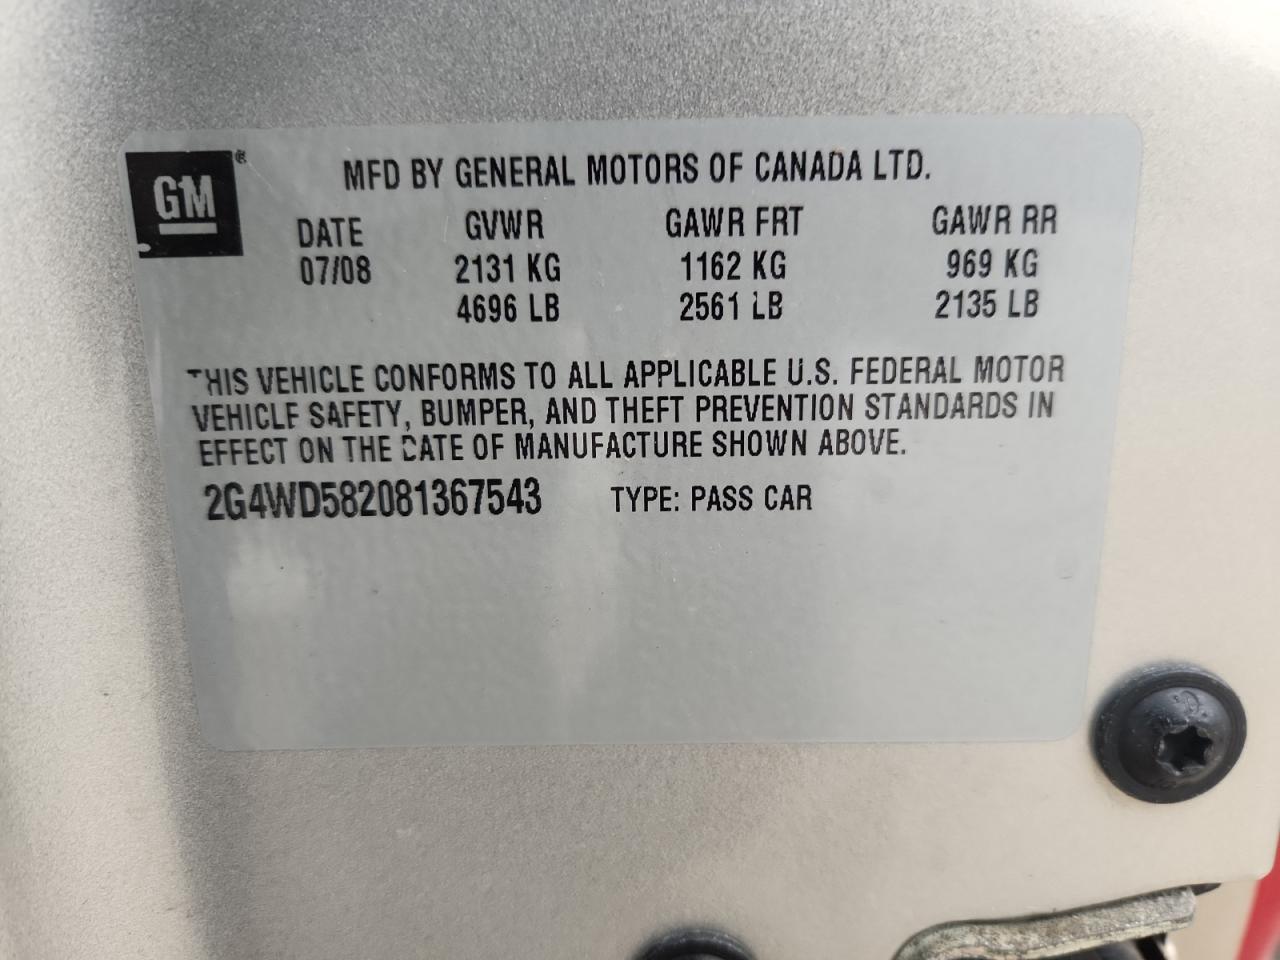 GM®
MFD BY GENERAL MOTORS OF CANADA LTD.
DATE GVWR GAWR FRT GAWR RR
07/08 2131 KG 1162 KG 969 KG
4696 LB 2561 LB 2135 LB
THIS VEHICLE CONFORMS TO ALL APPLICABLE U.S. FEDERAL MOTOR
VEHICLE SAFETY, BUMPER, AND THEFT PREVENTION STANDARDS IN
EFFECT ON THE DATE OF MANUFACTURE SHOWN ABOVE.
2G4WD582081367543 TYPE: PASS CAR